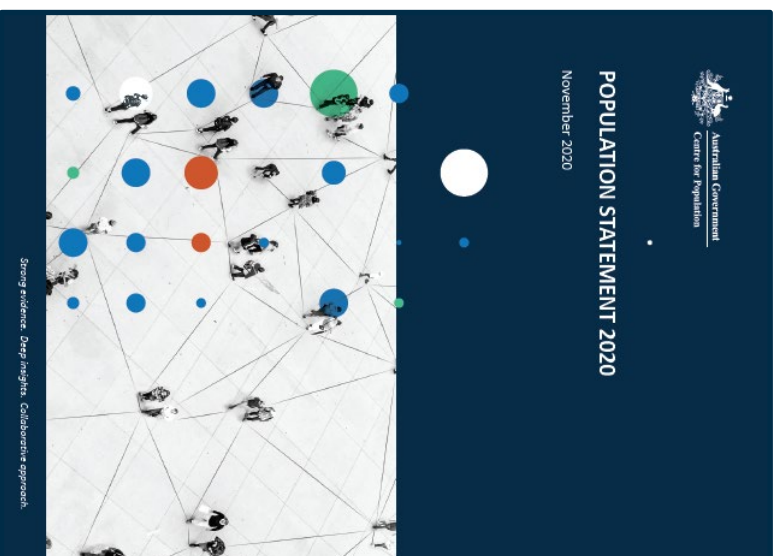 Australian Government
Centre for Population
POPULATION STATEMENT 2020
November 2020
Strong evidence. Deep insights. Collaborative approach.